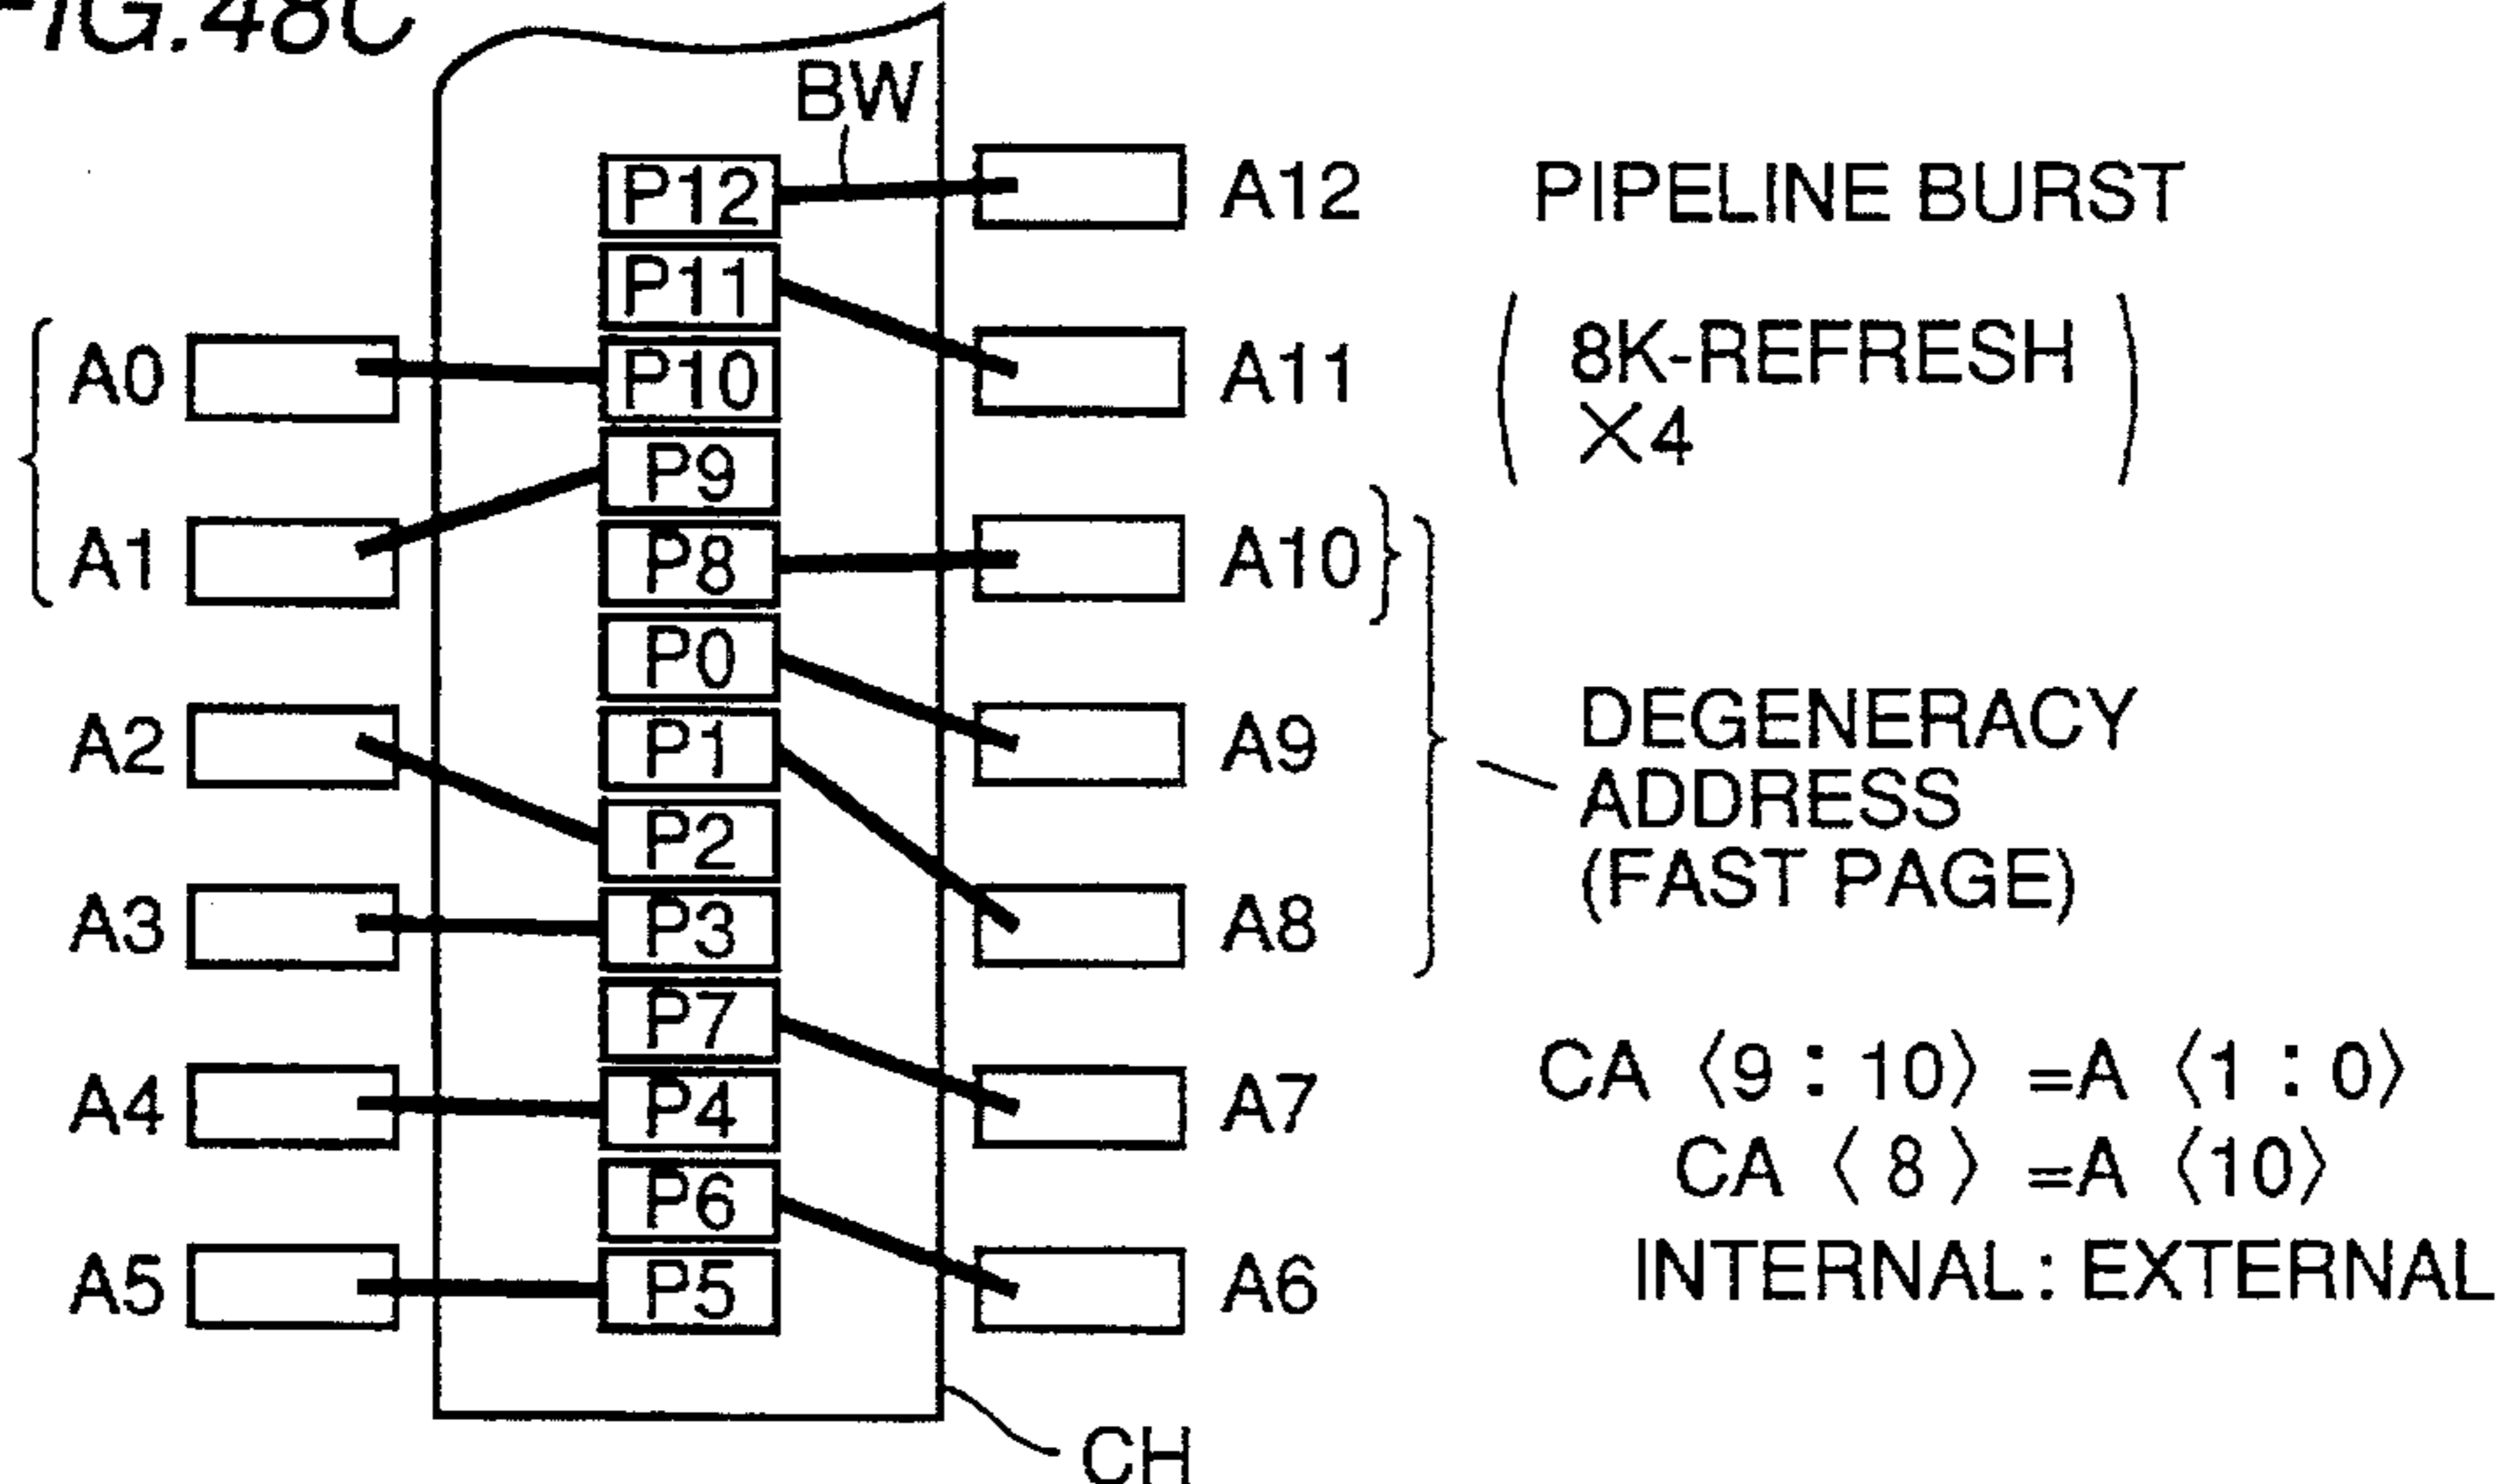 FIG.48C
BW
P12
A12
PIPELINE BURST
P11
A11
8K-REFRESH
×4
A0
P10
P9
A1
P8
A10
P0
A9
A2
P1
P2
DEGENERACY
ADDRESS
(FAST PAGE)
A3
P3
A8
P7
A7
A4
P4
P6
A6
A5
P5
CA ⟨9 : 10⟩ =A ⟨1 : 0⟩
CA ⟨ 8 ⟩ =A ⟨10⟩
INTERNAL: EXTERNAL
CH